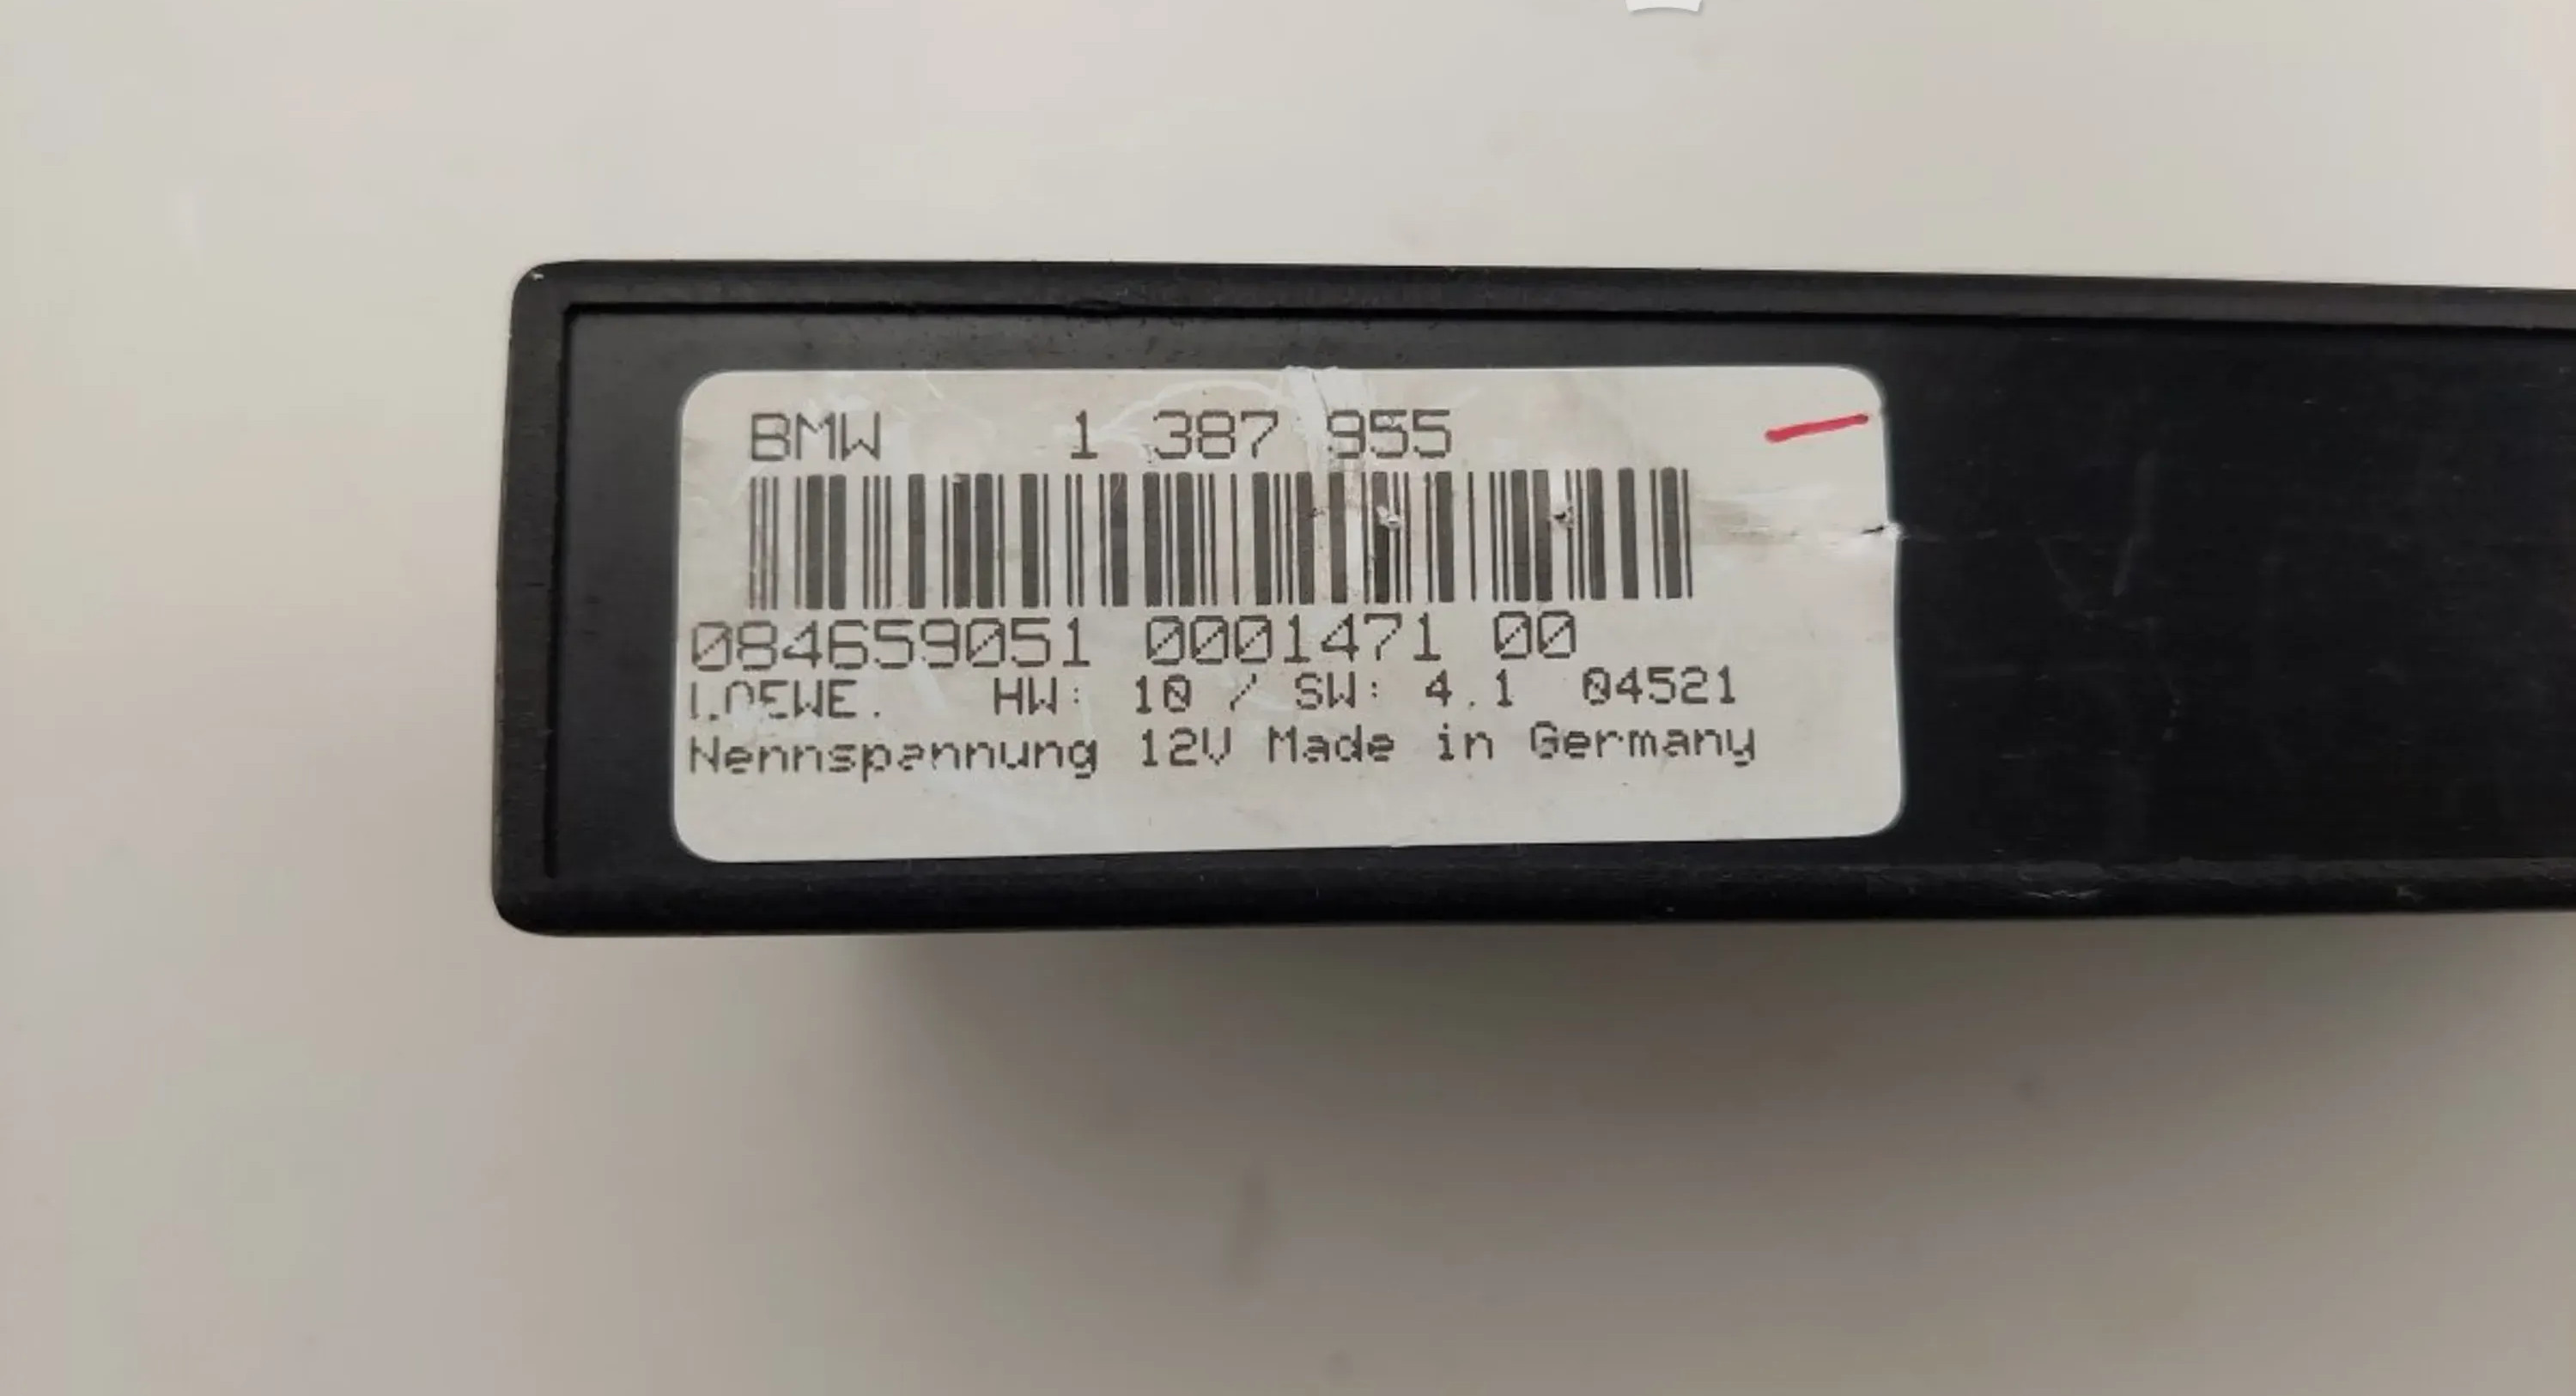 BMW 1 387 955
084659051 0001471 00
LOEWE. HW: 10 / SW: 4.1 04521
Nennspannung 12V Made in Germany